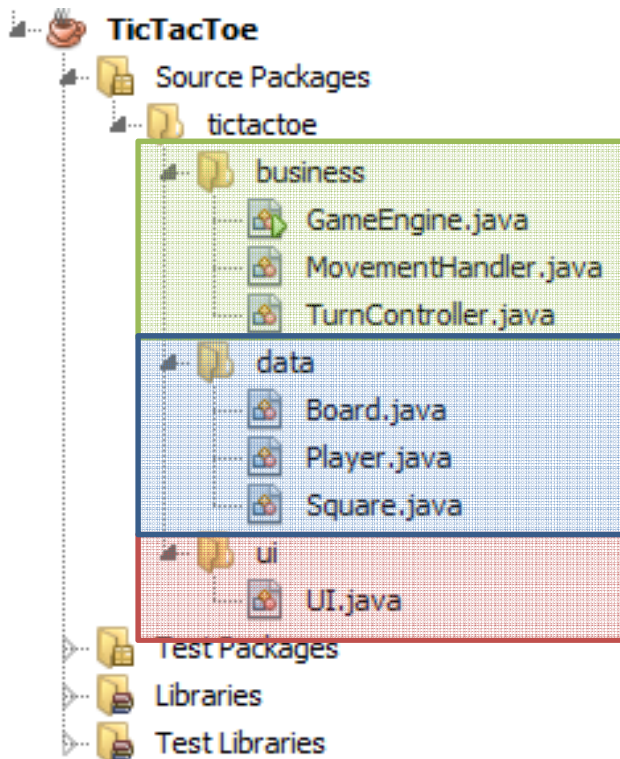 TicTacToe
Source Packages
tictactoe
business
GameEngine.java
MovementHandler.java
TurnController.java
data
Board.java
Player.java
Square.java
ui
UI.java
Test Packages
Libraries
Test Libraries